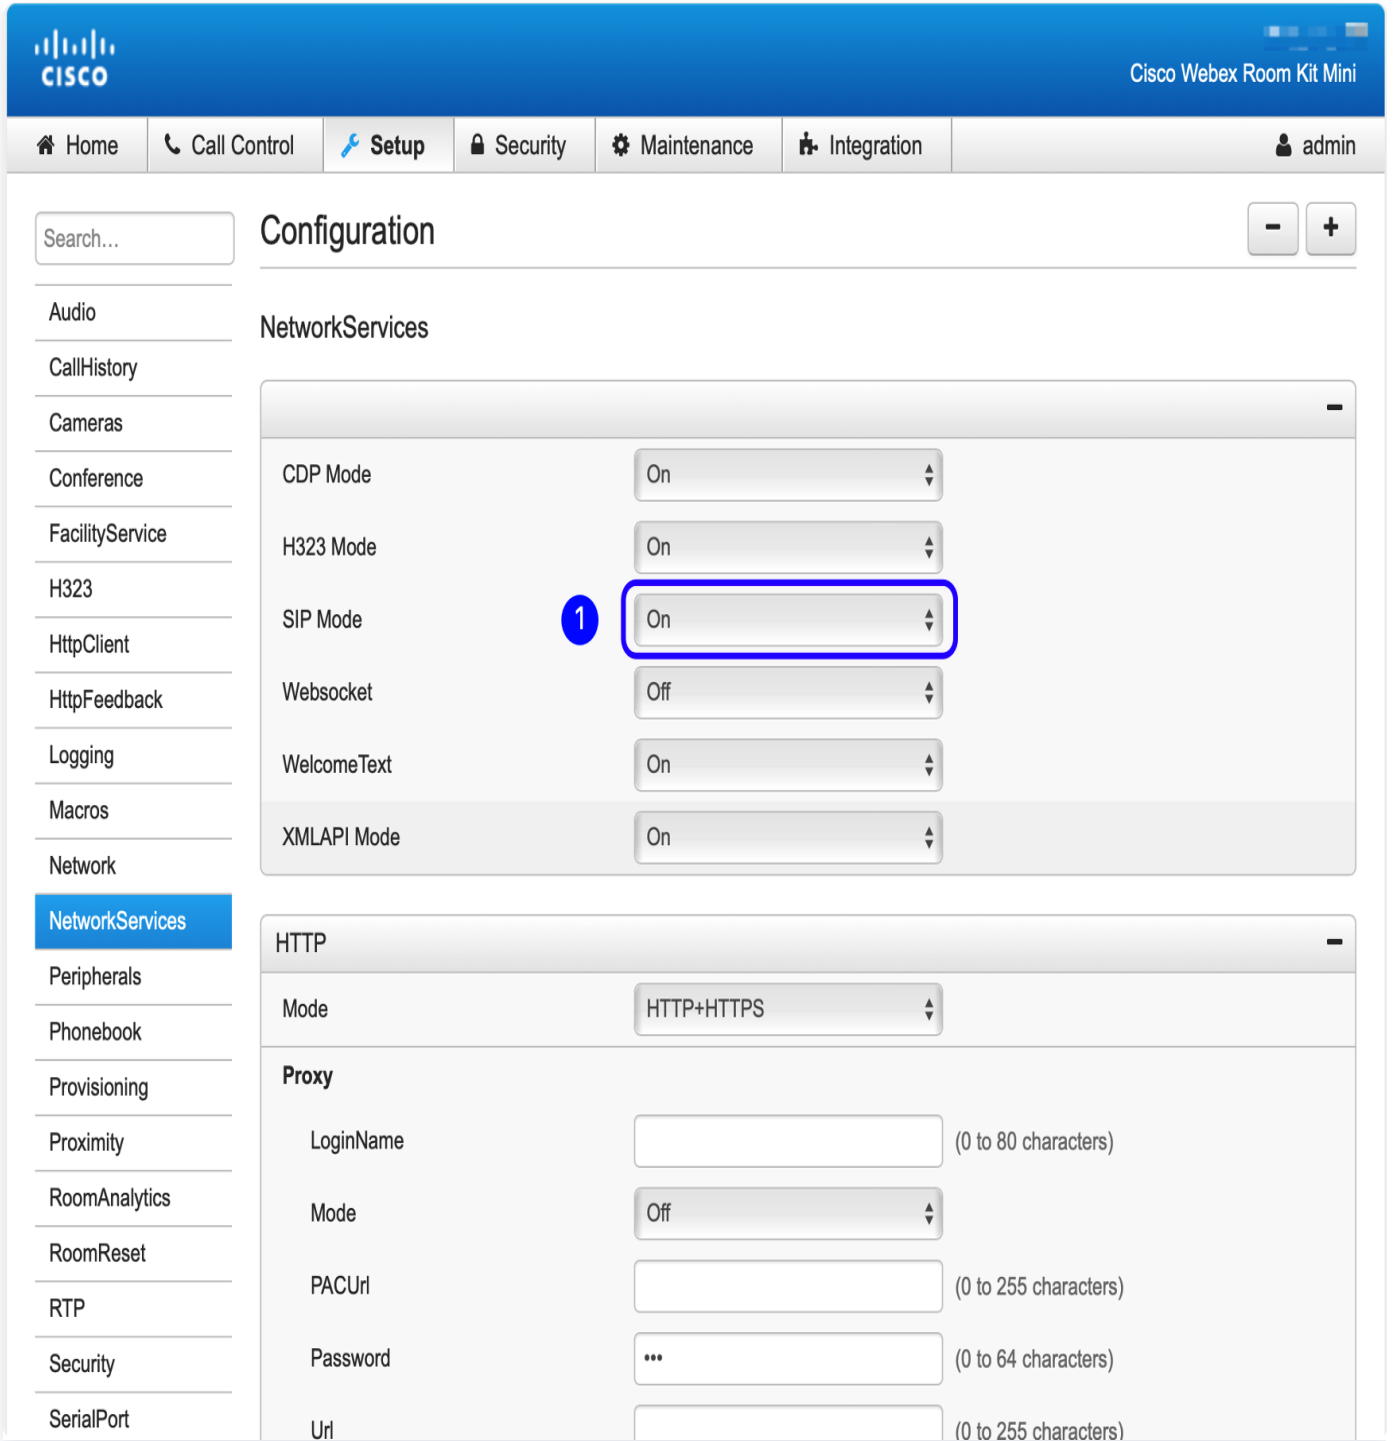 CISCO
Cisco Webex Room Kit Mini
Home Call Control Setup Security Maintenance Integration admin
Search...
Configuration
- +
Audio
CallHistory
Cameras
Conference
FacilityService
H323
HttpClient
HttpFeedback
Logging
Macros
Network
NetworkServices
Peripherals
Phonebook
Provisioning
Proximity
RoomAnalytics
RoomReset
RTP
Security
SerialPort
NetworkServices
CDP Mode On
H323 Mode On
SIP Mode 1 On
Websocket Off
WelcomeText On
XMLAPI Mode On
HTTP
Mode HTTP+HTTPS
Proxy
LoginName (0 to 80 characters)
Mode Off
PACUrl (0 to 255 characters)
Password ••• (0 to 64 characters)
Url (0 to 255 characters)